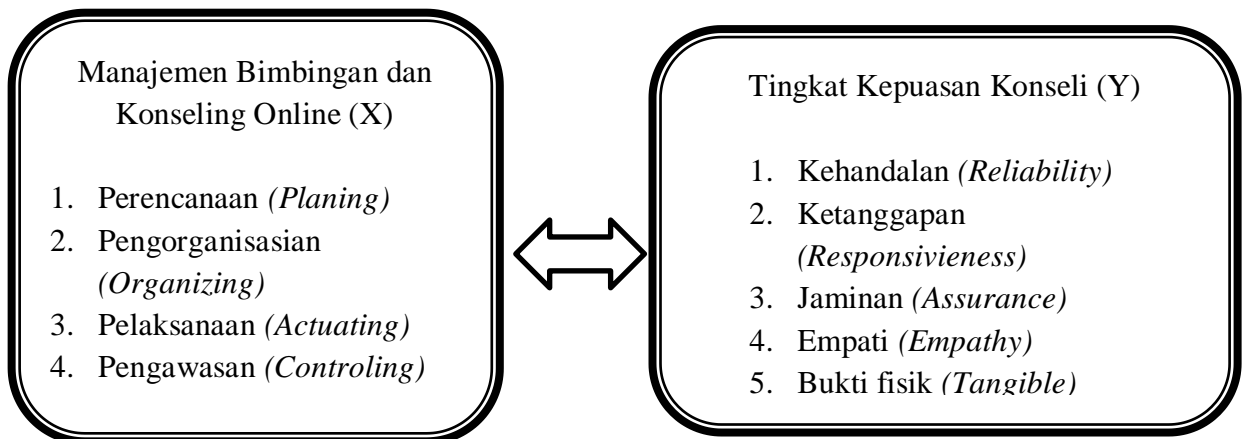 Manajemen Bimbingan dan
Konseling Online (X)
1. Perencanaan (Planing)
2. Pengorganisasian
(Organizing)
3. Pelaksanaan (Actuating)
4. Pengawasan (Controling)
Tingkat Kepuasan Konseli (Y)
1. Kehandalan (Reliability)
2. Ketanggapan
(Responsivieness)
3. Jaminan (Assurance)
4. Empati (Empathy)
5. Bukti fisik (Tangible)